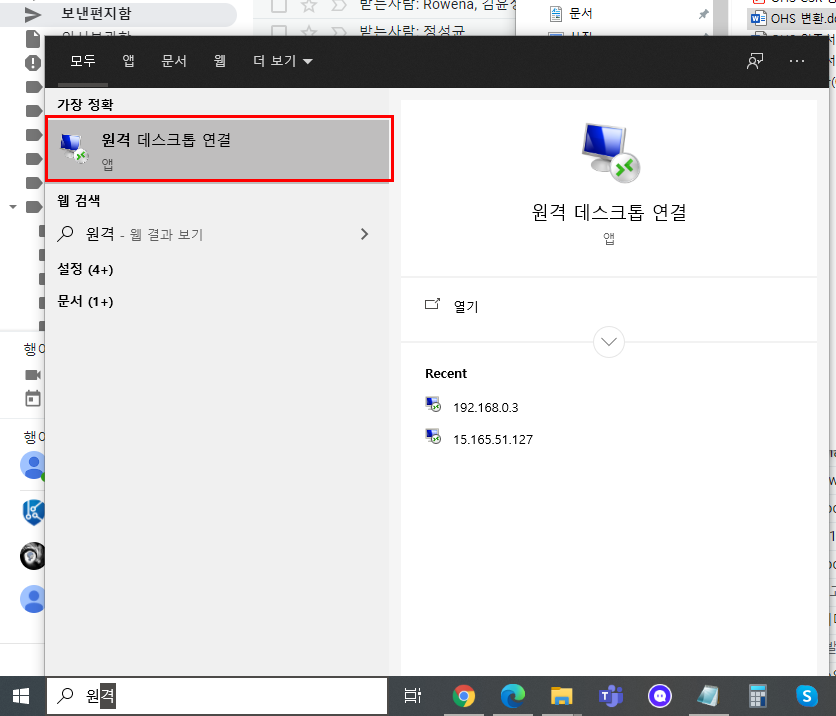 보낸편지함
받는사람: Rowena, 김윤정
받는사람: 정성균
문서
OHS 변환.do
모두
앱
문서
웹
더 보기
가장 정확
원격 데스크톱 연결
앱
웹 검색
원격 - 웹 결과 보기
설정 (4+)
문서 (1+)
원격 데스크톱 연결
앱
열기
Recent
192.168.0.3
15.165.51.127
원격